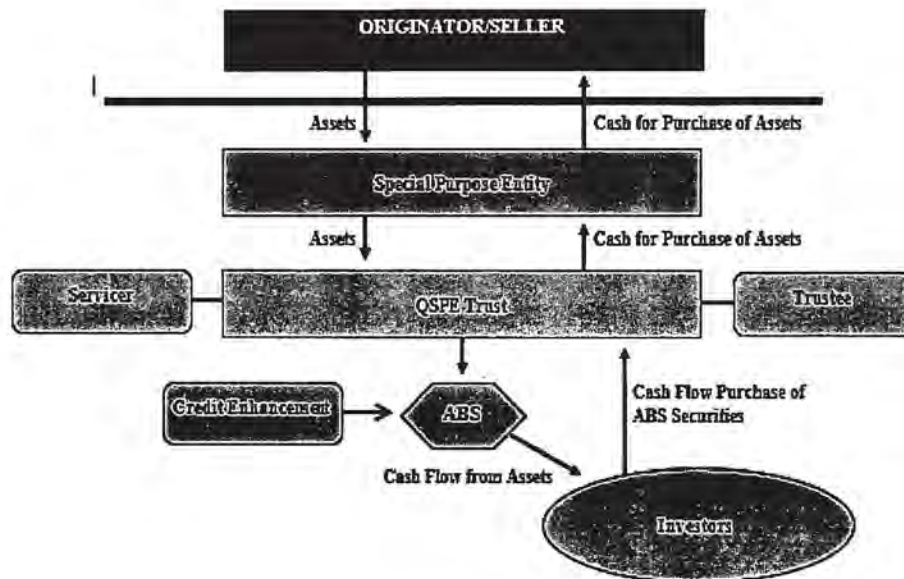 ORIGINATOR/SELLER
Assets
Cash for Purchase of Assets
Special Purpose Entity
Assets
Cash for Purchase of Assets
Servicer
QSPE Trust
Trustee
Credit Enhancement
ABS
Cash Flow Purchase of
ABS Securities
Cash Flow from Assets
Investors